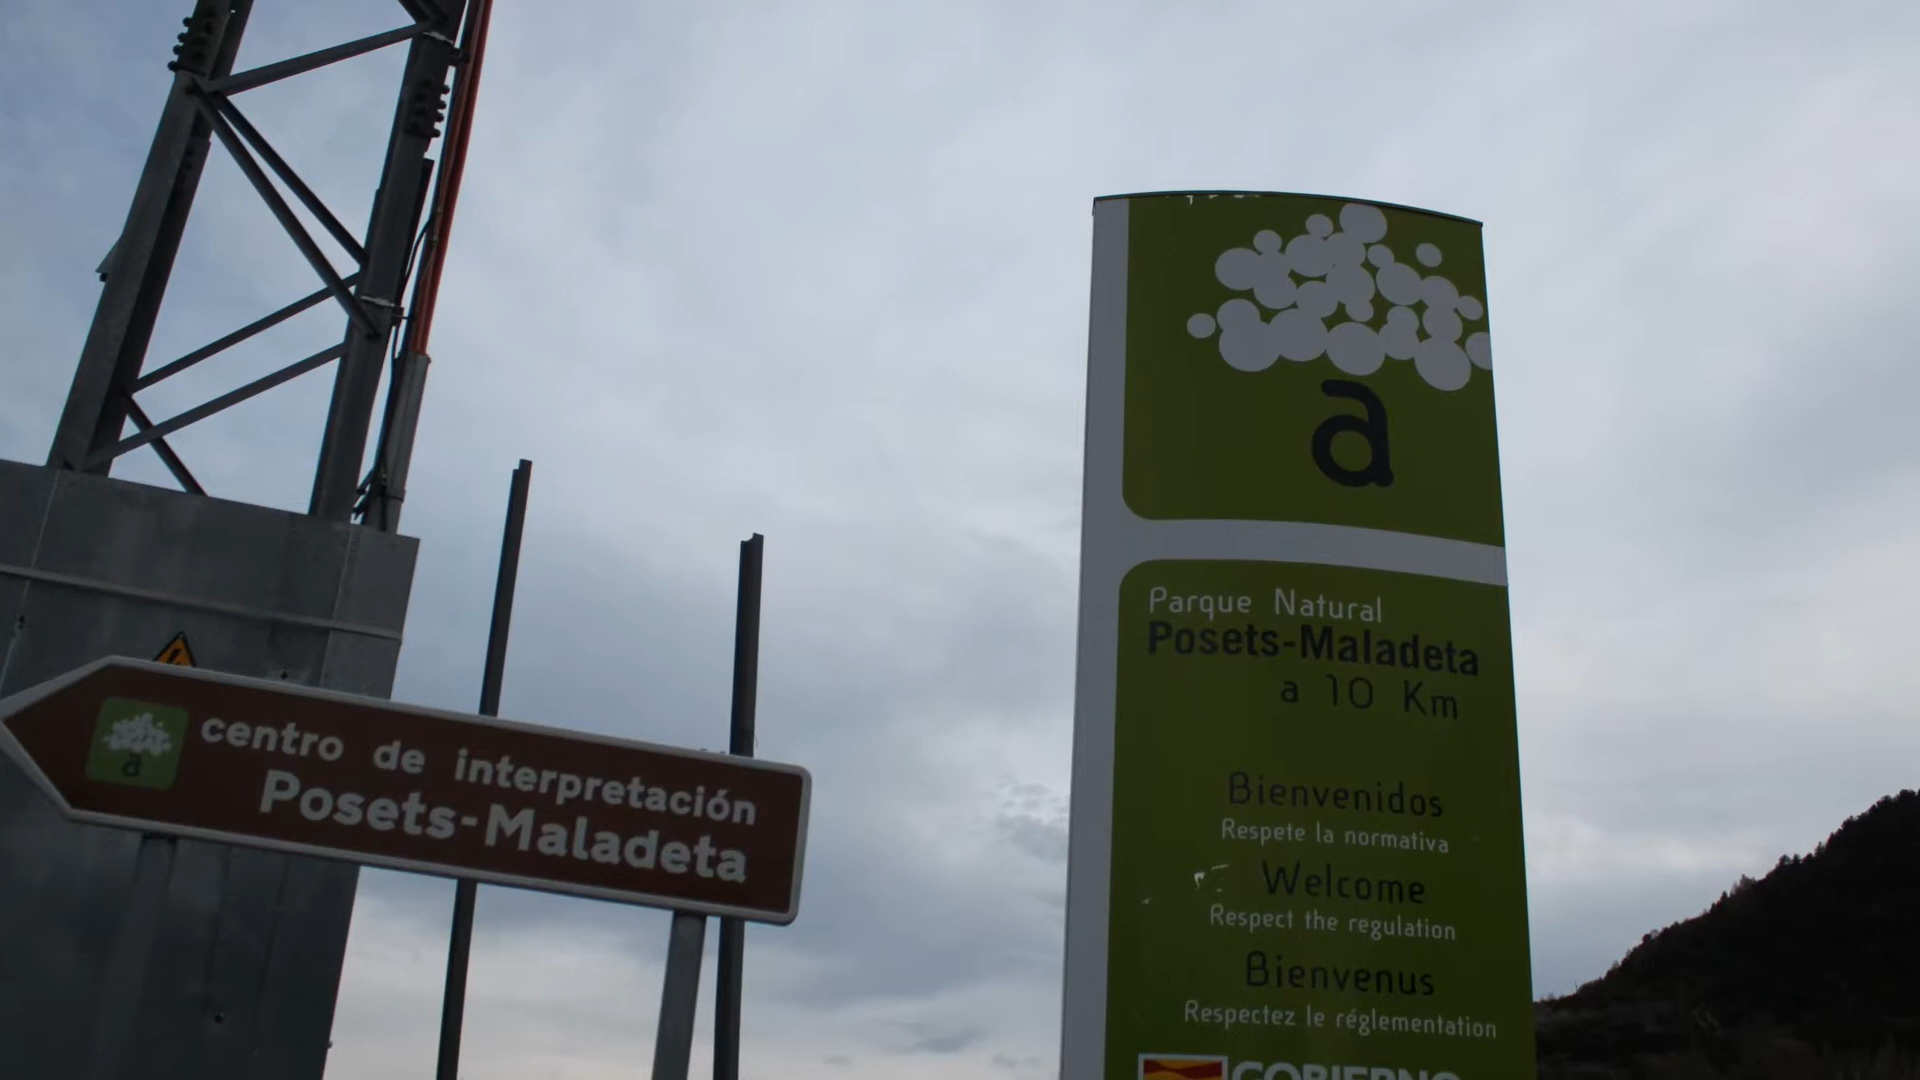 a
centro de interpretación
Posets-Maladeta
a
Parque Natural
Posets-Maladeta
a 10 Km
Bienvenidos
Respete la normativa
Welcome
Respect the regulation
Bienvenus
Respectez le réglementation
GOBIERNO